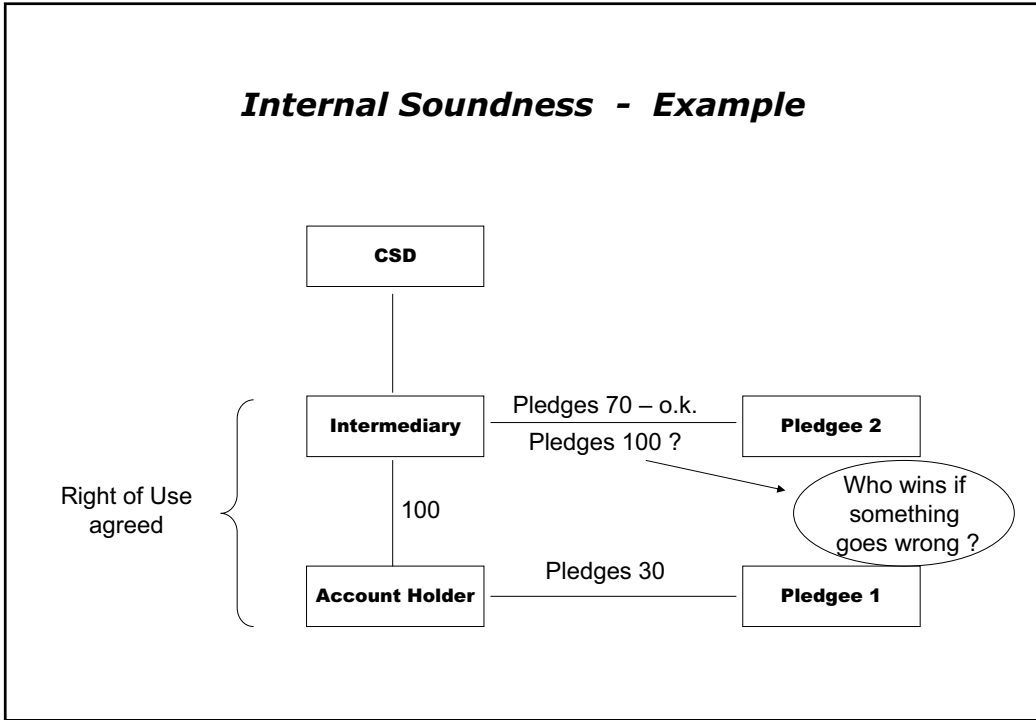 Internal Soundness - Example
CSD
Intermediary
Pledges 70 – o.k.
Pledges 100 ?
Pledgee 2
Right of Use
agreed
100
Who wins if
something
goes wrong ?
Account Holder
Pledges 30
Pledgee 1